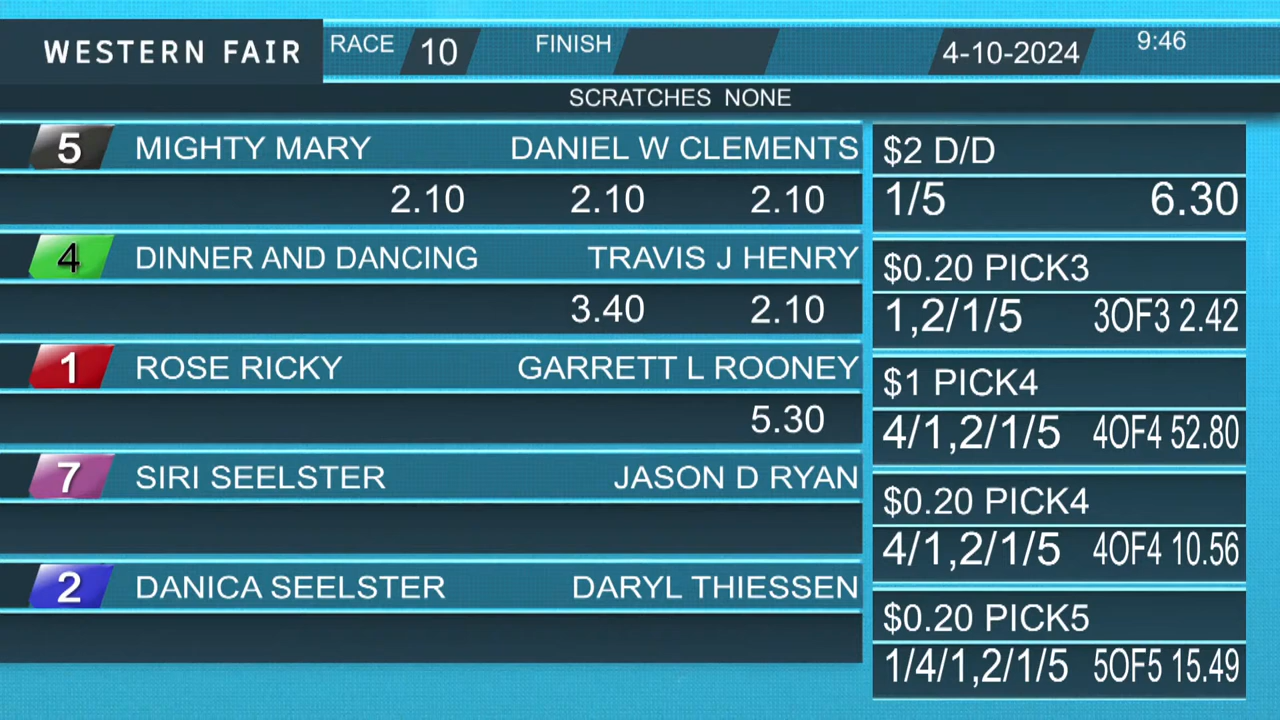 WESTERN FAIR RACE 10 FINISH 4-10-2024 9:46
SCRATCHES NONE
5 MIGHTY MARY DANIEL W CLEMENTS
2.10 2.10 2.10
4 DINNER AND DANCING TRAVIS J HENRY
3.40 2.10
1 ROSE RICKY GARRETT L ROONEY
5.30
7 SIRI SEELSTER JASON D RYAN
2 DANICA SEELSTER DARYL THIESSEN
$2 D/D
1/5 6.30
$0.20 PICK3
1,2/1/5 3OF3 2.42
$1 PICK4
4/1,2/1/5 4OF4 52.80
$0.20 PICK4
4/1,2/1/5 4OF4 10.56
$0.20 PICK5
1/4/1,2/1/5 5OF5 15.49